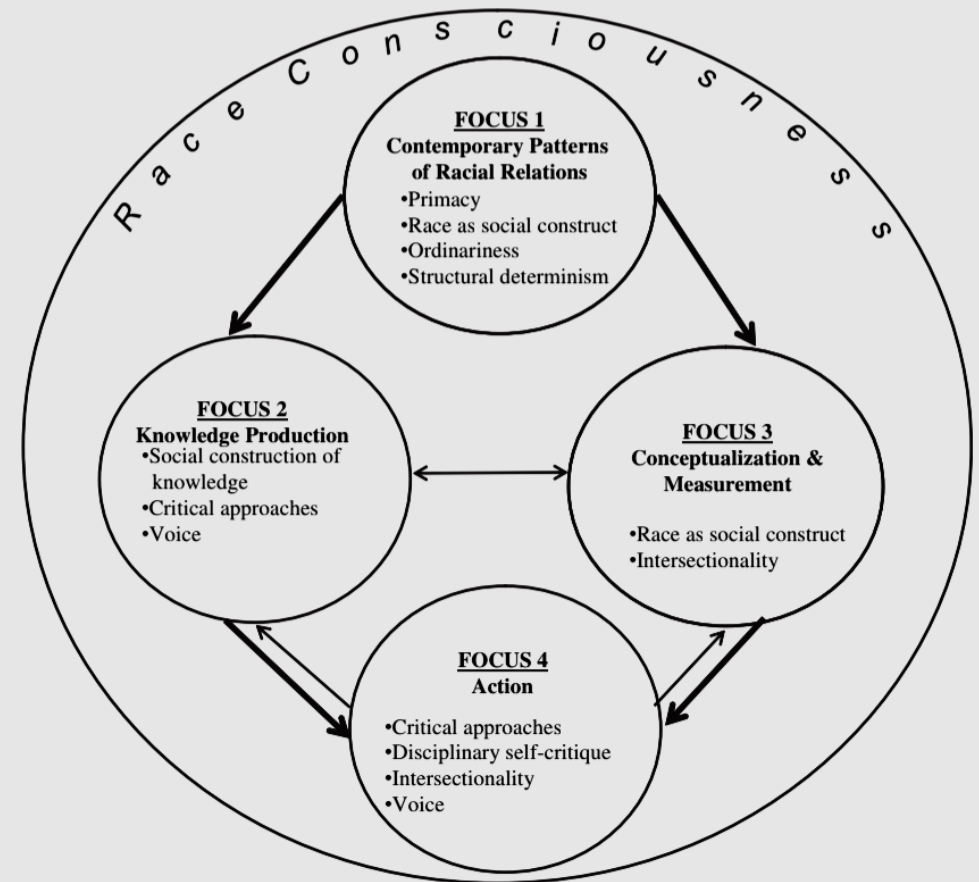 Race Consciousness
FOCUS 1
Contemporary Patterns
of Racial Relations
•Primacy
•Race as social construct
•Ordinariness
•Structural determinism
FOCUS 2
Knowledge Production
•Social construction of
knowledge
•Critical approaches
•Voice
FOCUS 3
Conceptualization &
Measurement
•Race as social construct
•Intersectionality
FOCUS 4
Action
•Critical approaches
•Disciplinary self-critique
•Intersectionality
•Voice